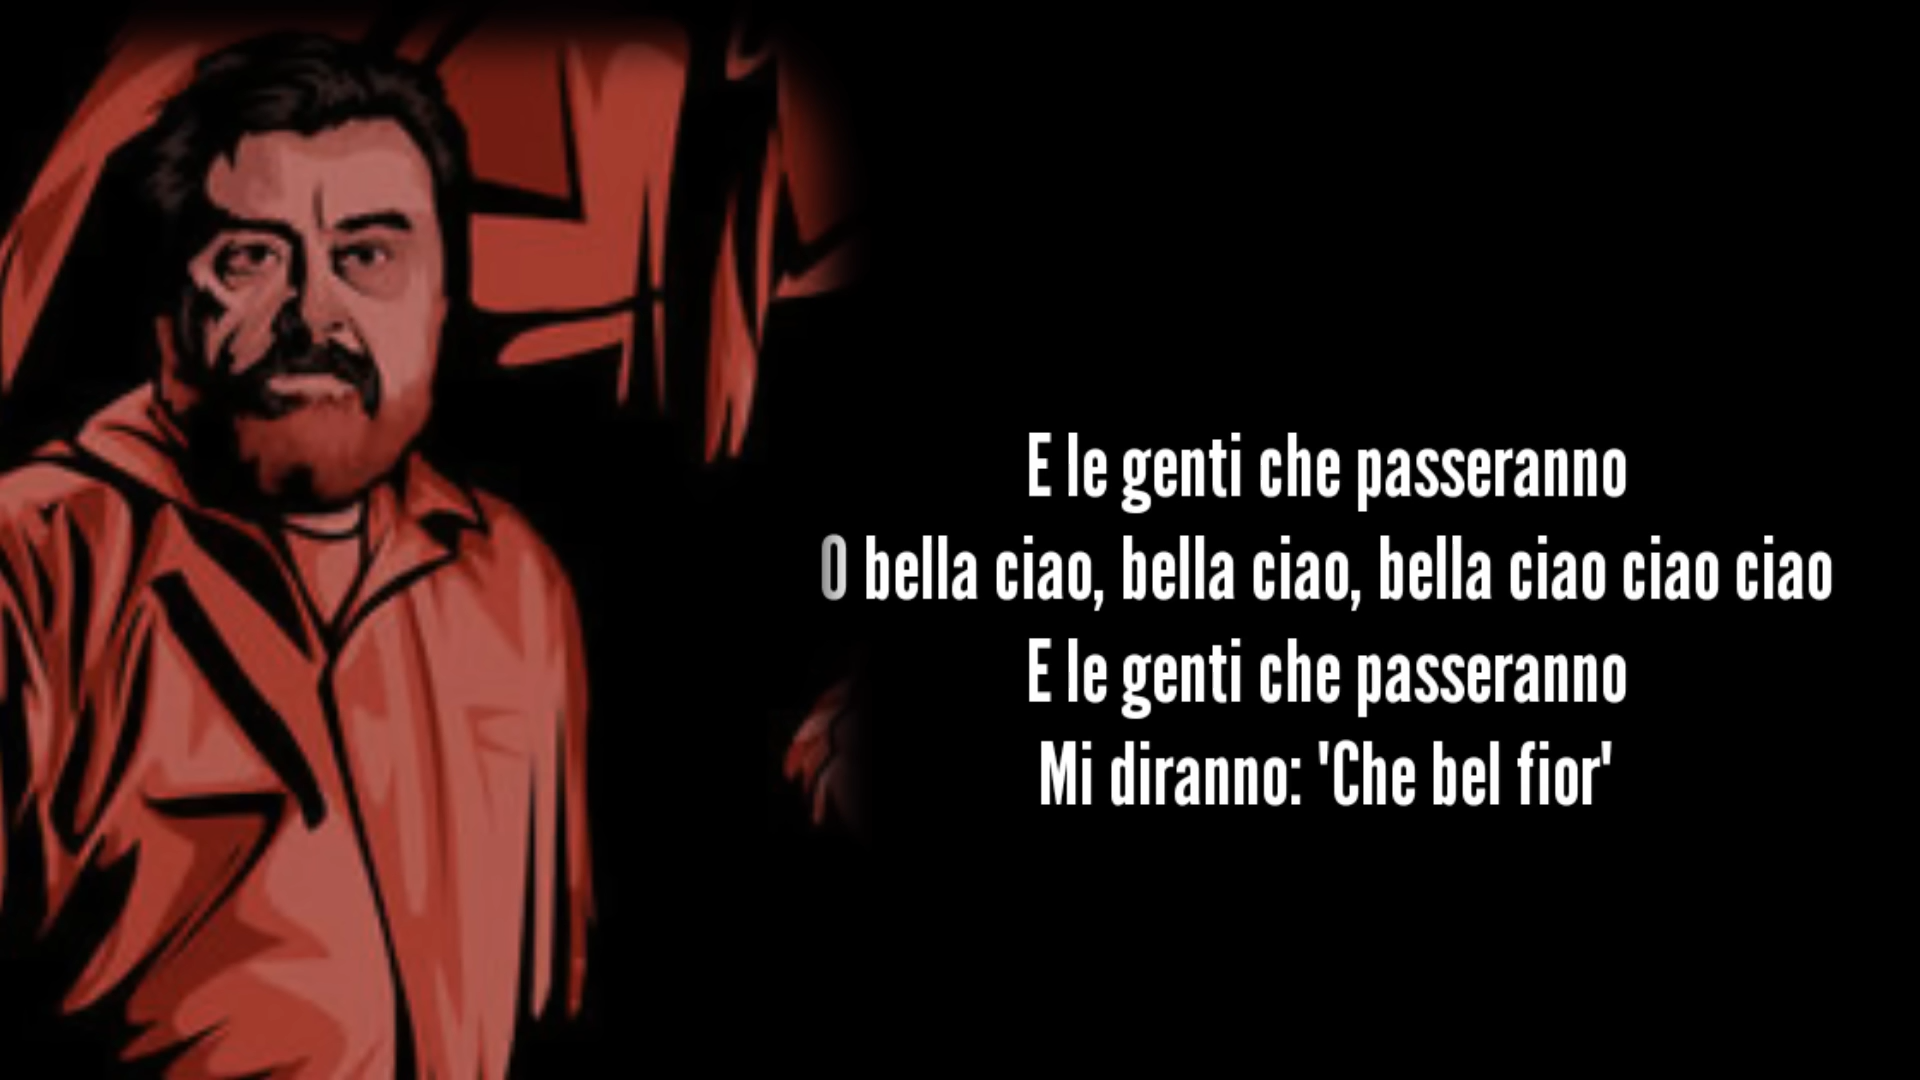 E le genti che passeranno
O bella ciao, bella ciao, bella ciao ciao ciao
E le genti che passeranno
Mi diranno: 'Che bel fior'